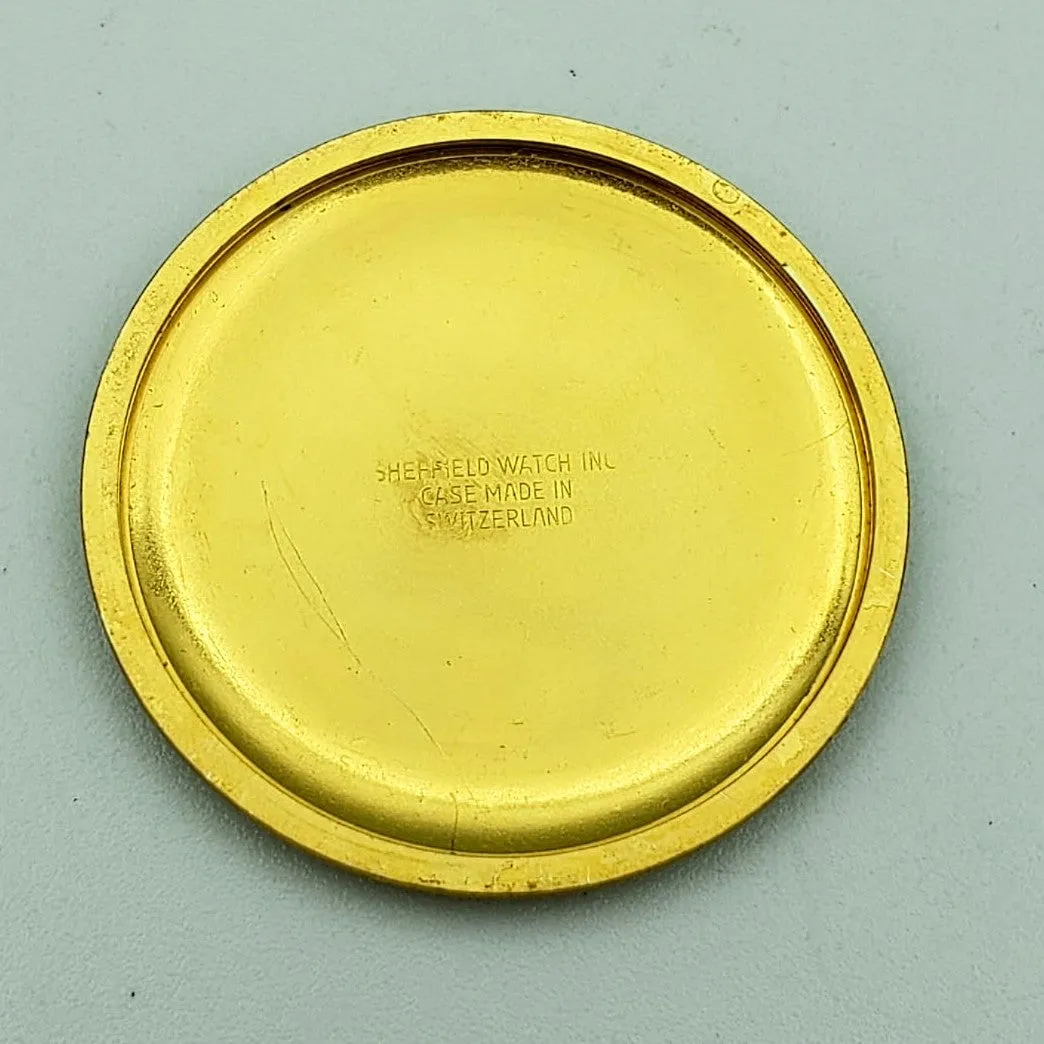 SHEFFIELD WATCH INC
CASE MADE IN
SWITZERLAND